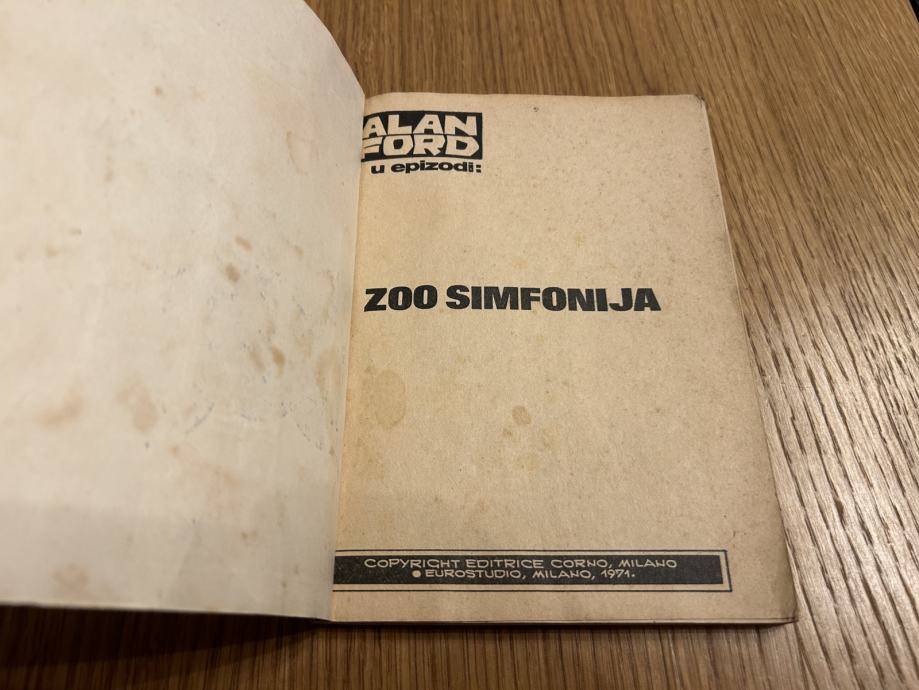 ALAN
FORD
u epizodi:
ZOO SIMFONIJA
COPYRIGHT EDITRICE CORNO, MILANO
● EUROSTUDIO, MILANO, 1971.